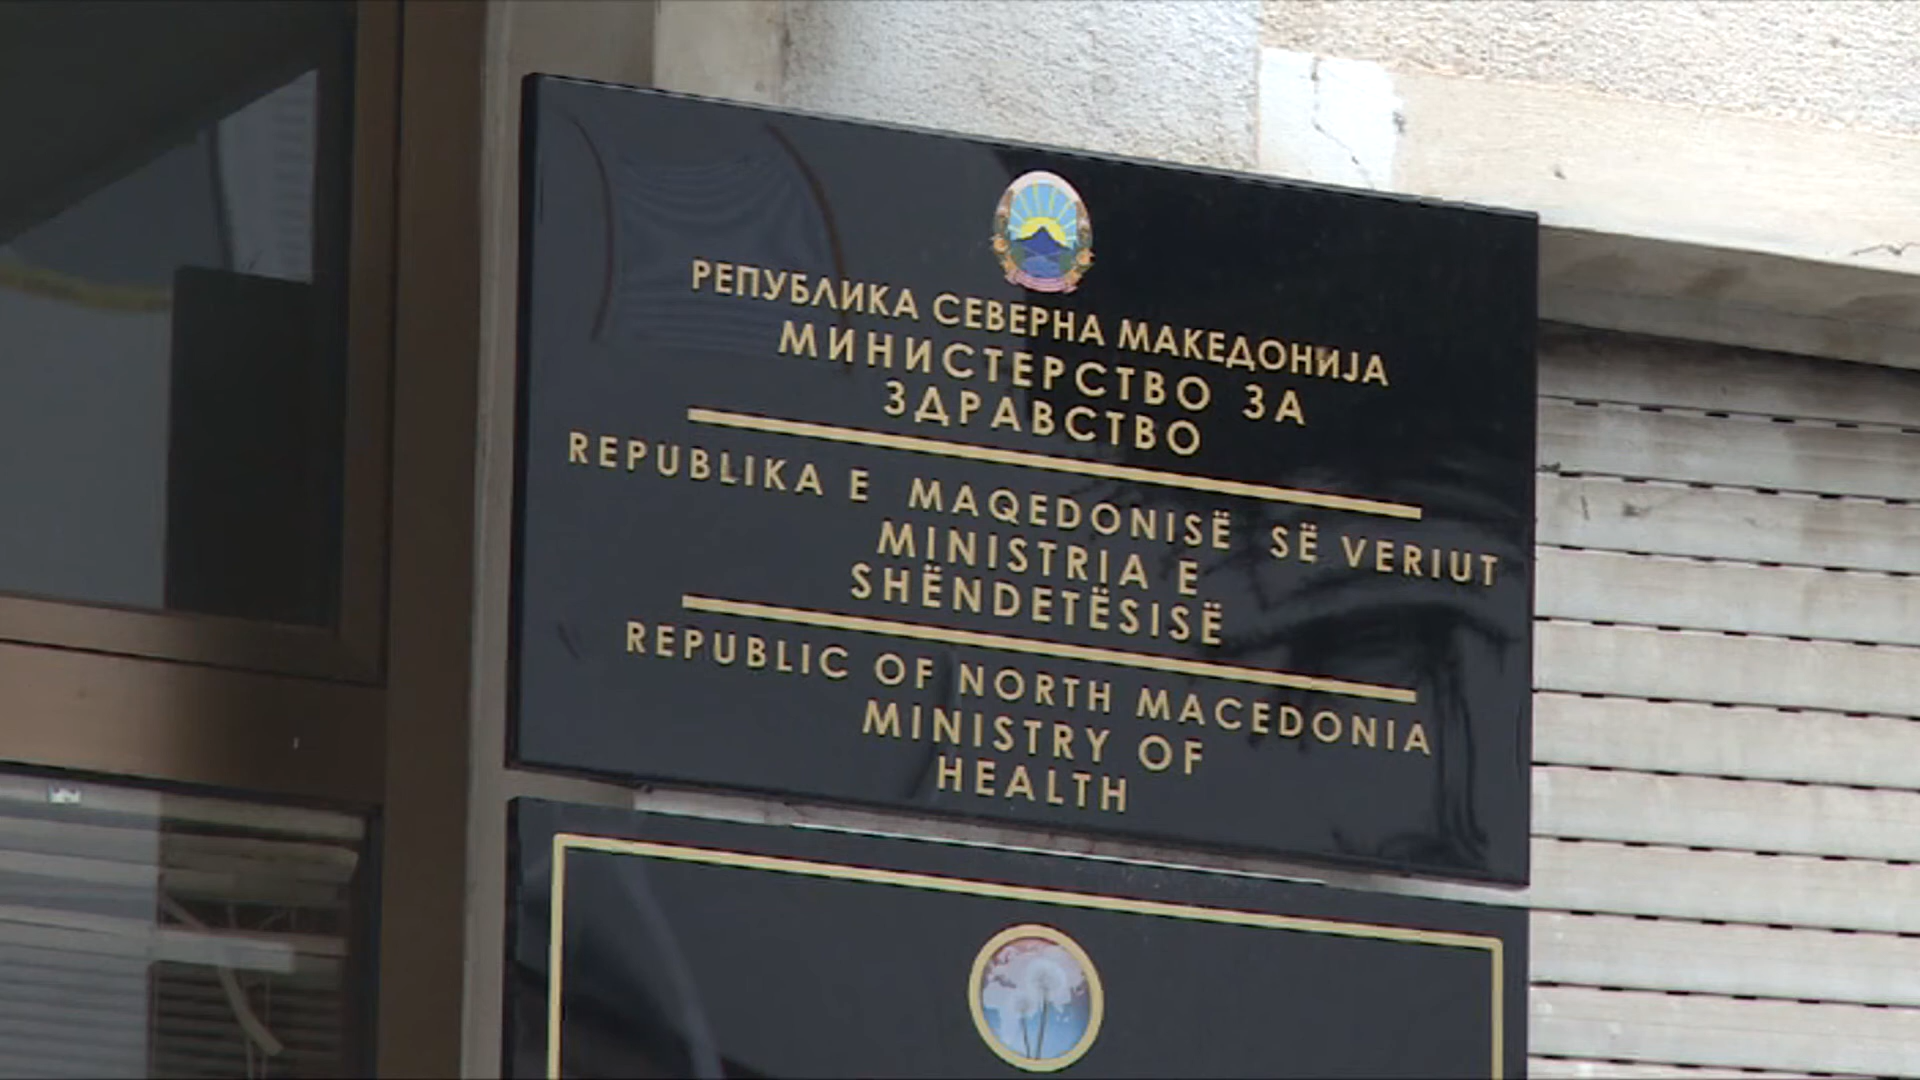 РЕПУБЛИКА СЕВЕРНА МАКЕДОНИЈА
МИНИСТЕРСТВО ЗА
ЗДРАВСТВО
REPUBLIKA E MAQEDONISË SË VERIUT
MINISTRIA E
SHËNDETËSISË
REPUBLIC OF NORTH MACEDONIA
MINISTRY OF
HEALTH